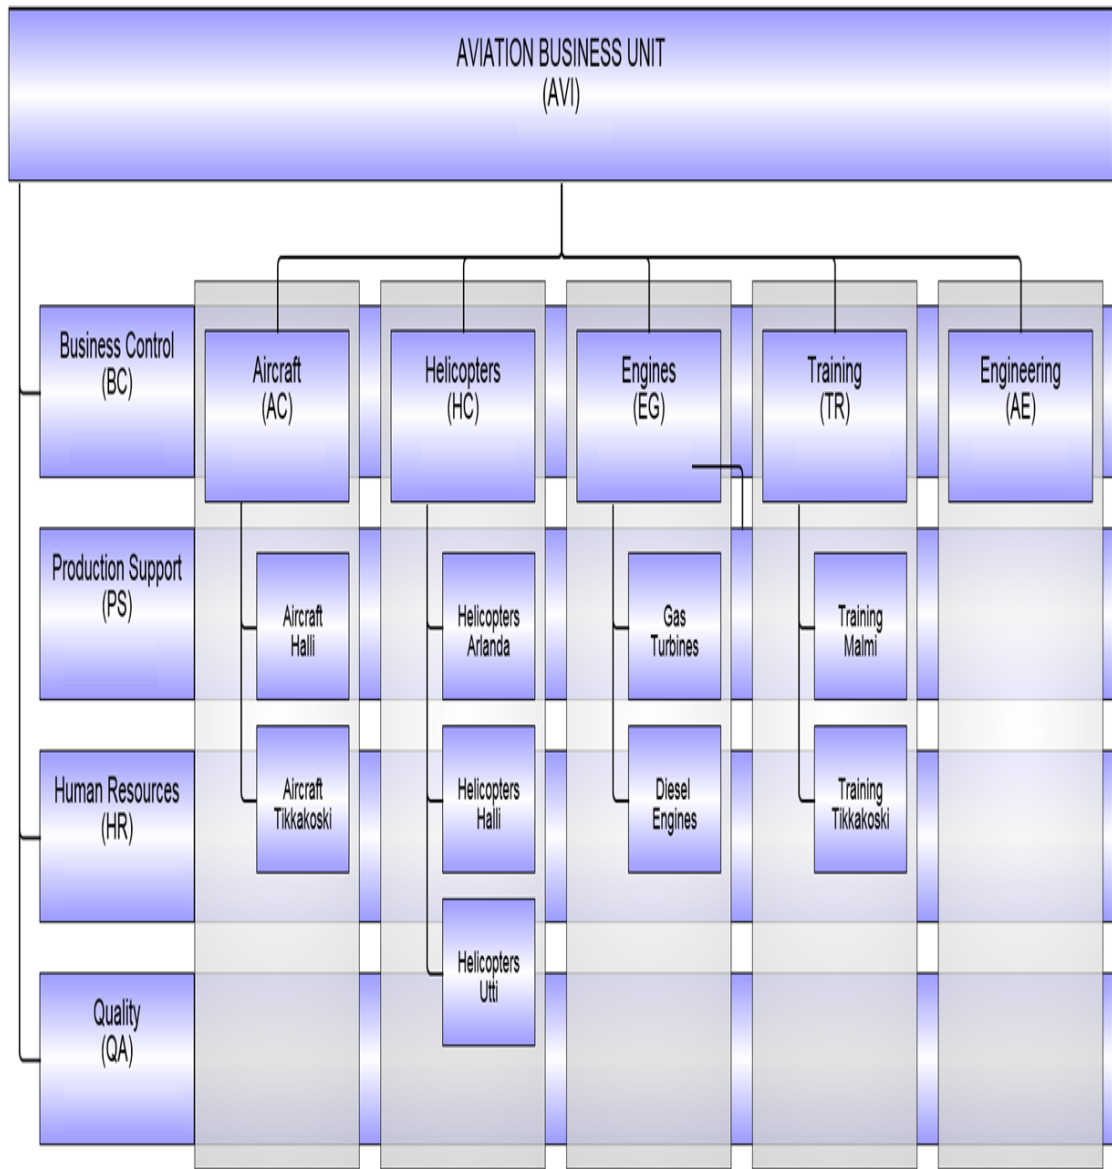 AVIATION BUSINESS UNIT
(AVI)
Business Control
(BC)
Aircraft
(AC)
Helicopters
(HC)
Engines
(EG)
Training
(TR)
Engineering
(AE)
Production Support
(PS)
Aircraft
Halli
Helicopters
Arlanda
Gas
Turbines
Training
Malmi
Human Resources
(HR)
Aircraft
Tikkakoski
Helicopters
Halli
Diesel
Engines
Training
Tikkakoski
Helicopters
Utti
Quality
(QA)